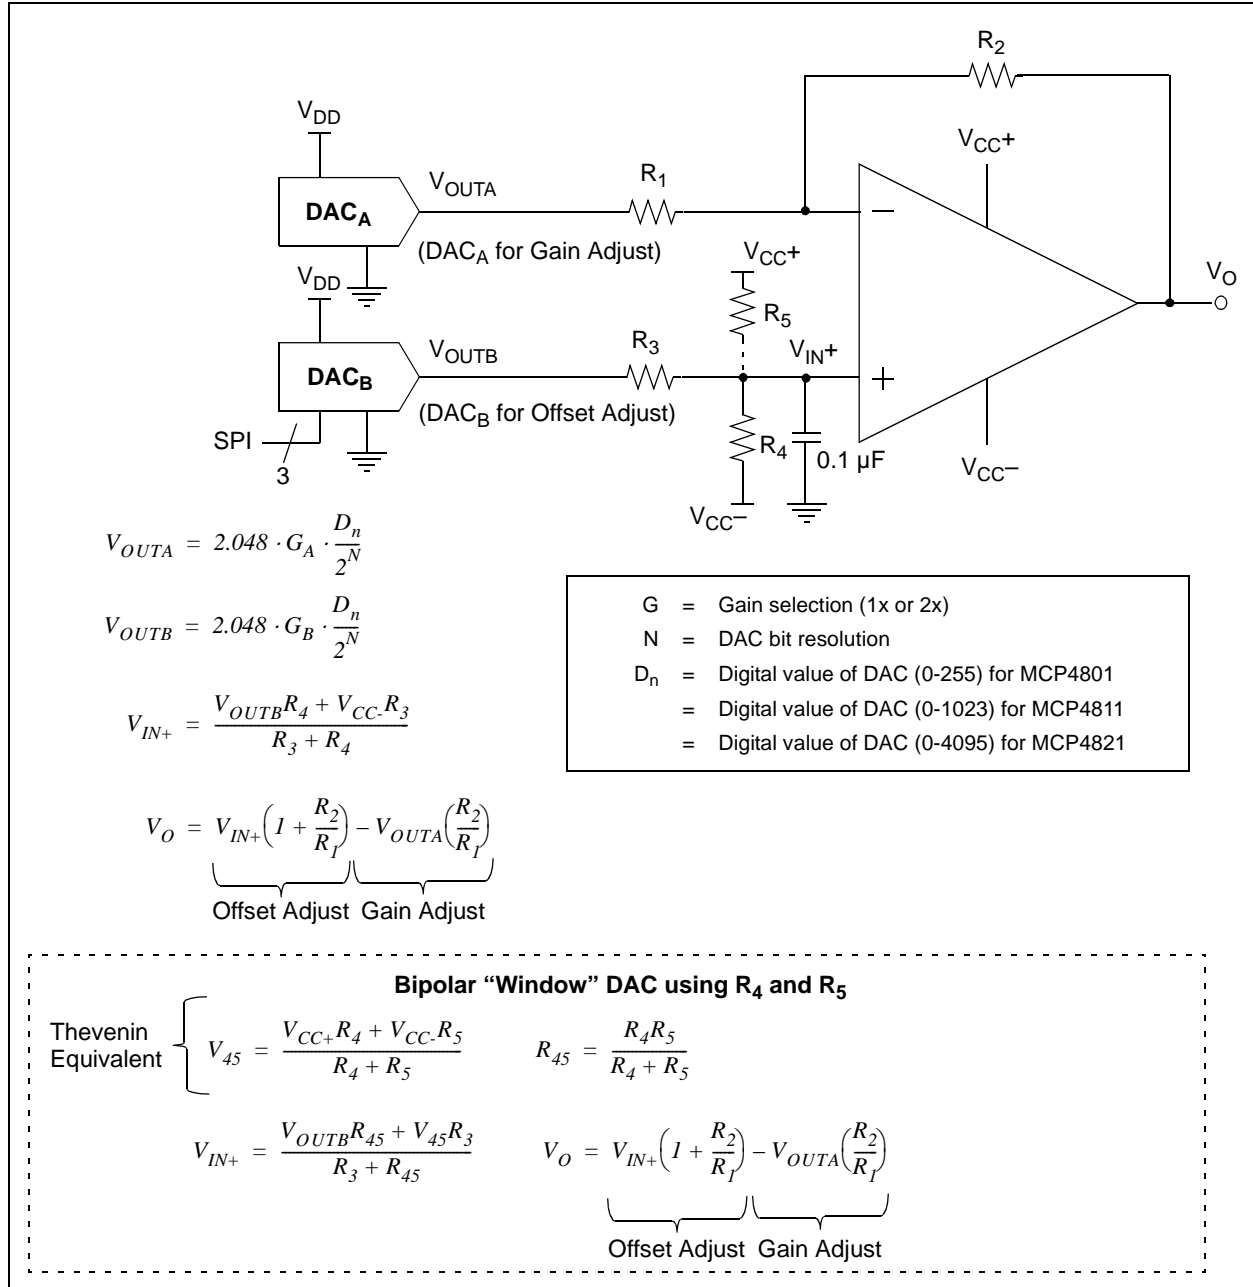 R2
VDD
VCC+
R1
VOUTA
DACA
(DACA for Gain Adjust)
VCC+
VDD
VO
R5
R3
VIN+
VOUTB
DACB
(DACB for Offset Adjust)
SPI
3
R4
0.1 µF
VCC–
VCC–
VOUTA = 2.048 · GA · Dn/2^N
VOUTB = 2.048 · GB · Dn/2^N
G = Gain selection (1x or 2x)
N = DAC bit resolution
Dn = Digital value of DAC (0-255) for MCP4801
= Digital value of DAC (0-1023) for MCP4811
= Digital value of DAC (0-4095) for MCP4821
VIN+ = (VOUTBR4 + VCC-R3)/(R3 + R4)
VO = VIN+(1 + R2/R1) – VOUTA(R2/R1)
Offset Adjust Gain Adjust
Bipolar “Window” DAC using R4 and R5
Thevenin
Equivalent
V45 = (VCC+R4 + VCC-R5)/(R4 + R5)
R45 = R4R5/(R4 + R5)
VIN+ = (VOUTBR45 + V45R3)/(R3 + R45)
VO = VIN+(1 + R2/R1) – VOUTA(R2/R1)
Offset Adjust Gain Adjust